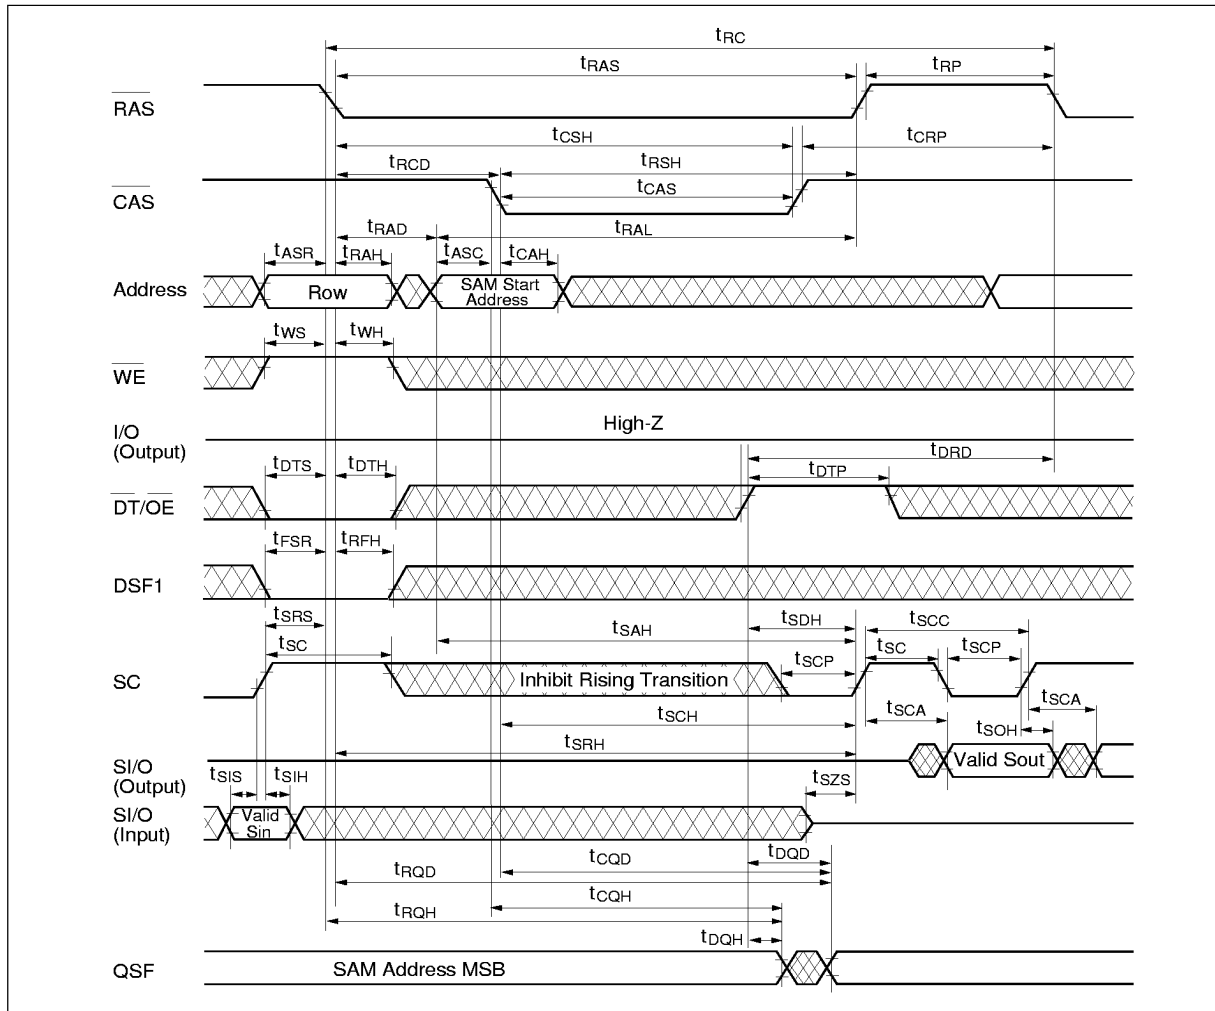 tRC
tRAS tRP
RAS
tCSH tCRP
tRCD tRSH
CAS tCAS
tRAD tRAL
tASR tRAH tASC tCAH
Address Row SAM Start Address
tWS tWH
WE
High-Z
I/O (Output)
tDRD
tDTS tDTH tDTP
DT/OE
tFSR tRFH
DSF1
tSRS tSAH tSDH tSCC
tSC tSCP tSC tSCP
SC Inhibit Rising Transition
tSCH tSCA tSCA
tSRH tSOH
SI/O (Output) Valid Sout
tSIS tSIH tSZS
SI/O (Input) Valid Sin
tCQD tDQD
tRQD
tCQH
tRQH
tDQH
QSF SAM Address MSB